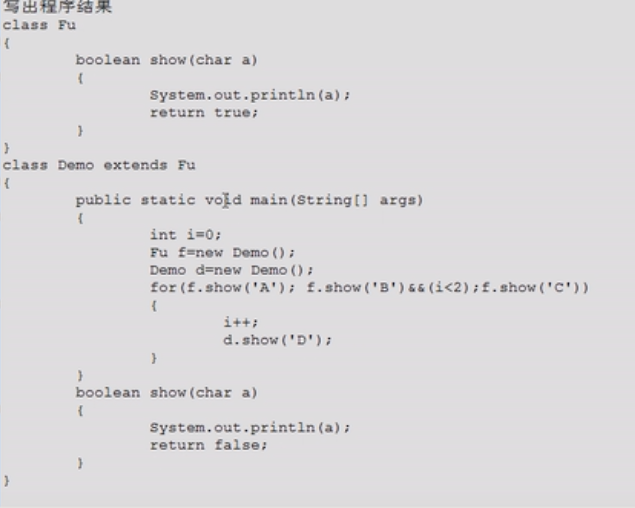 写出程序结果
class Fu
{
boolean show(char a)
{
System.out.println(a);
return true;
}
}
class Demo extends Fu
{
public static void main(String[] args)
{
int i=0;
Fu f=new Demo();
Demo d=new Demo();
for(f.show('A'); f.show('B')&&(i<2);f.show('C'))
{
i++;
d.show('D');
}
}
boolean show(char a)
{
System.out.println(a);
return false;
}
}